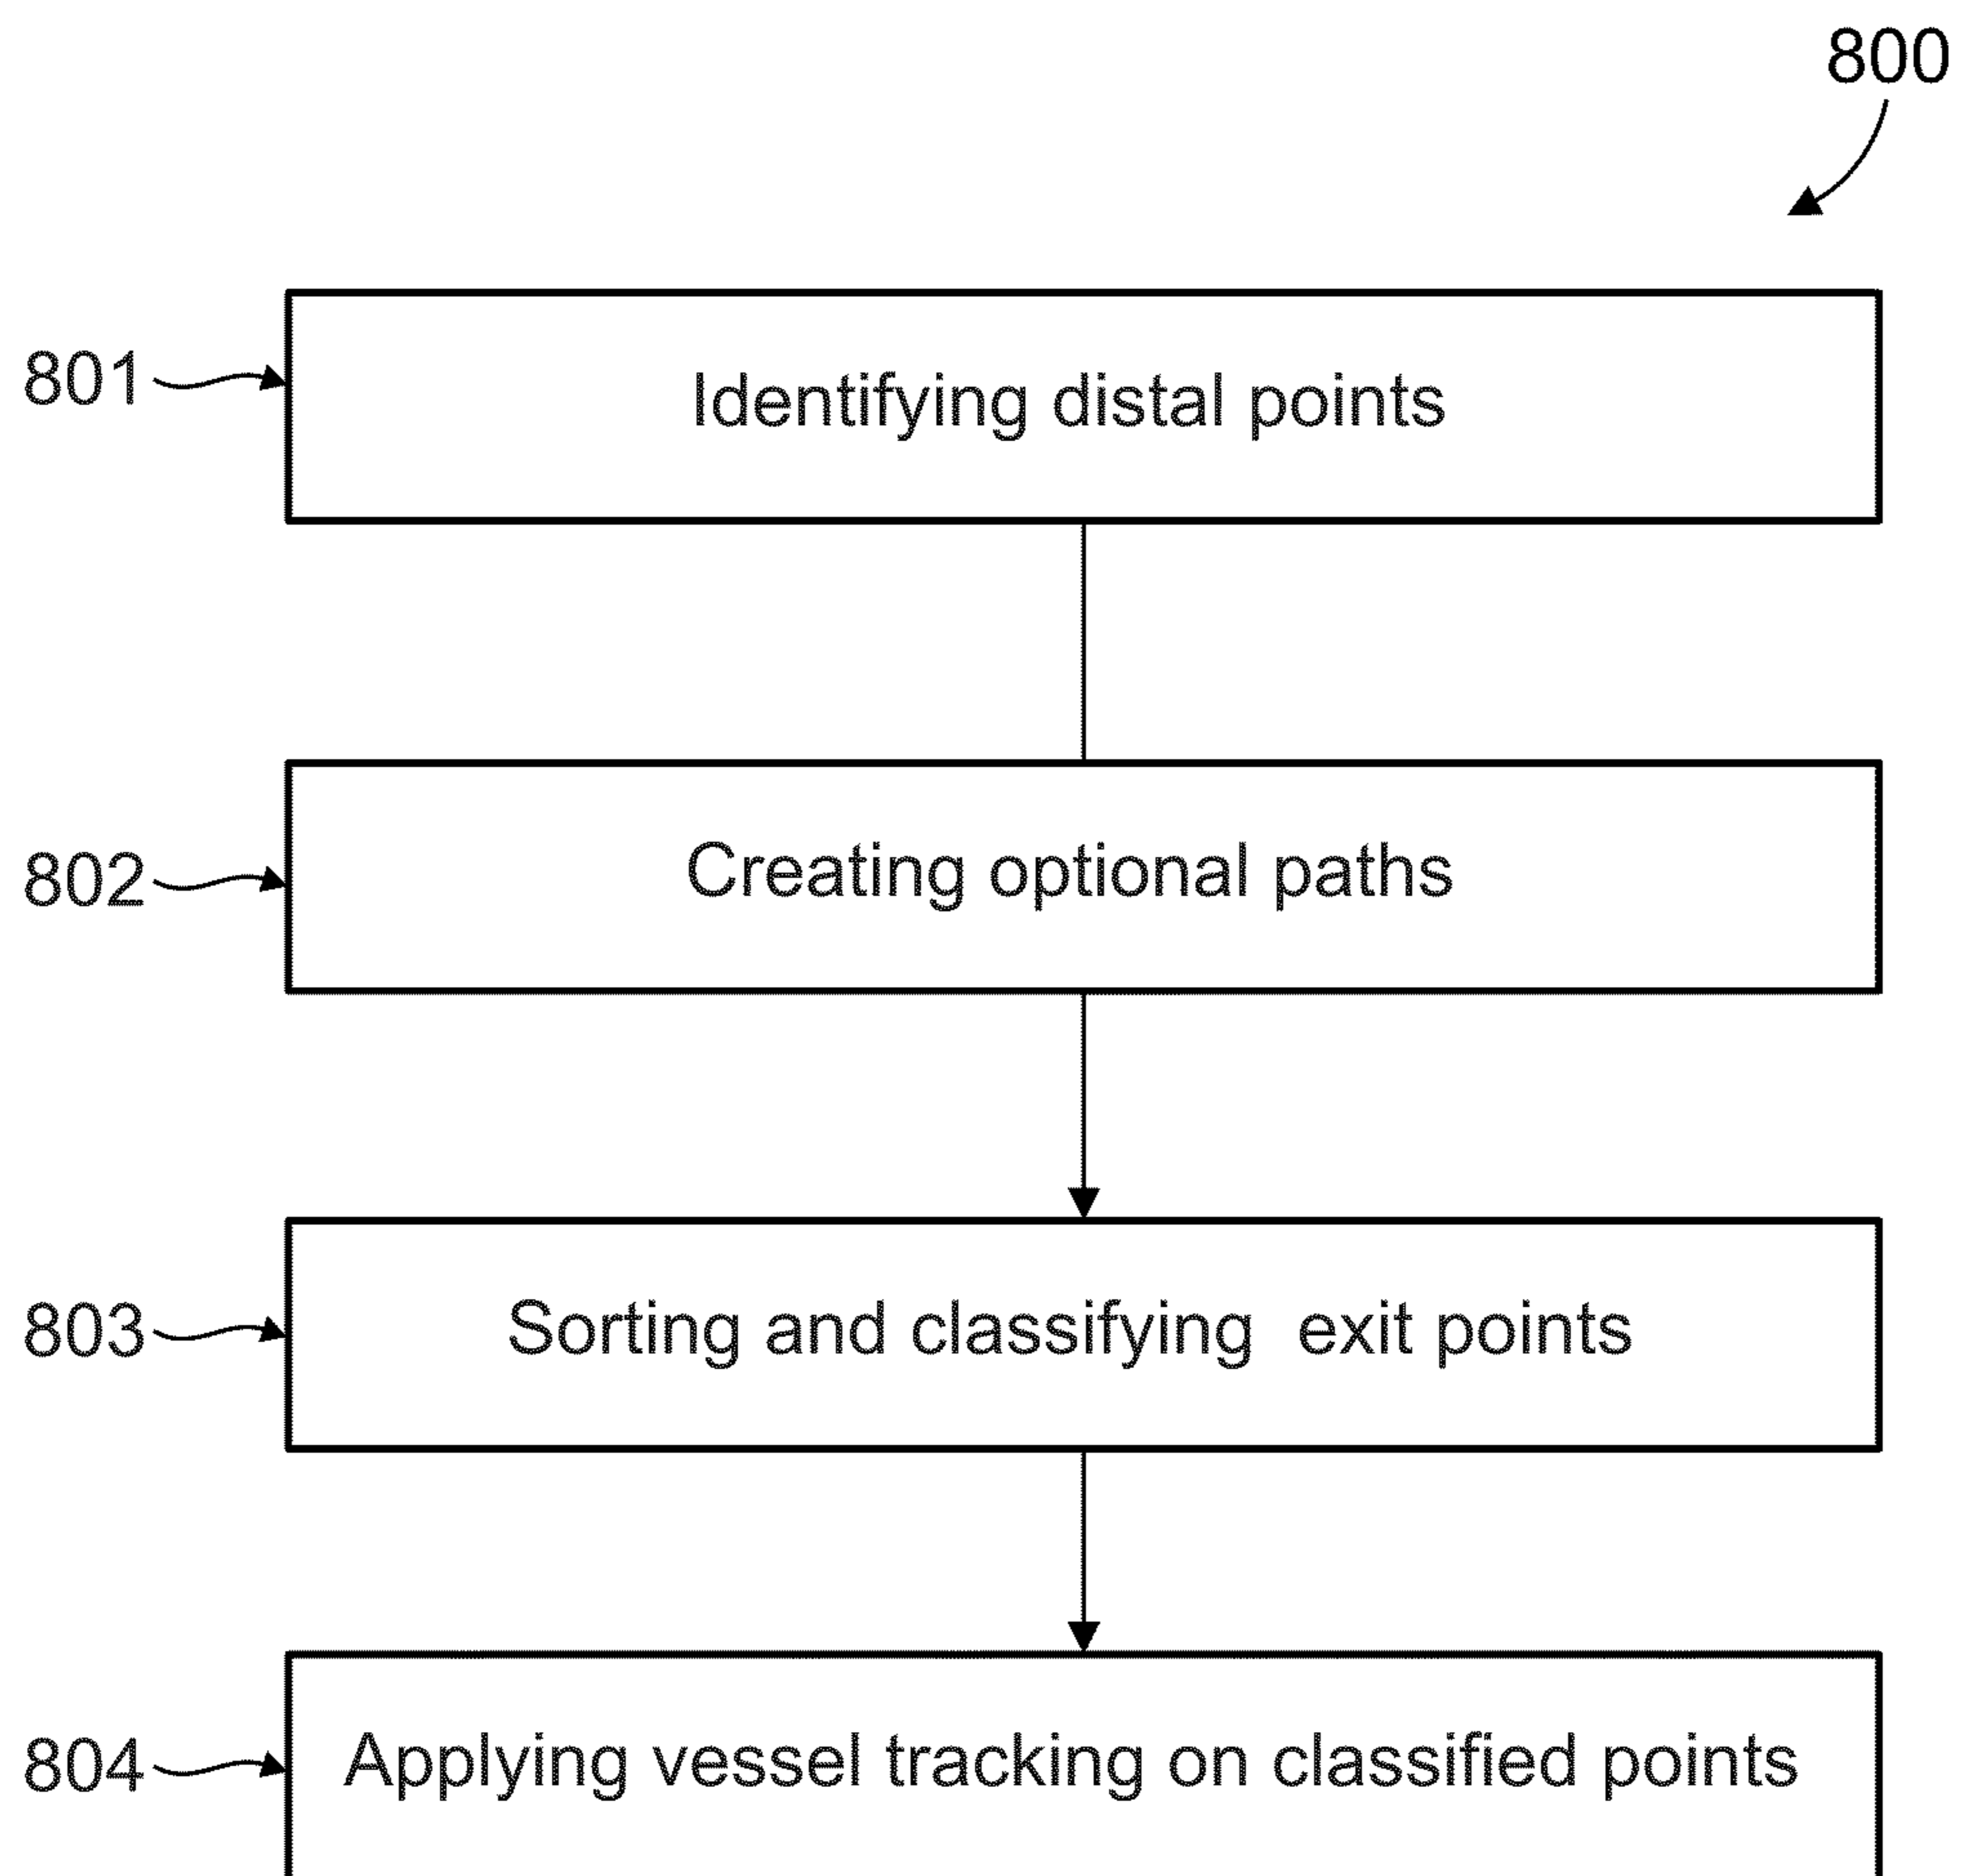 800
801
Identifying distal points
802
Creating optional paths
803
Sorting and classifying exit points
804
Applying vessel tracking on classified points